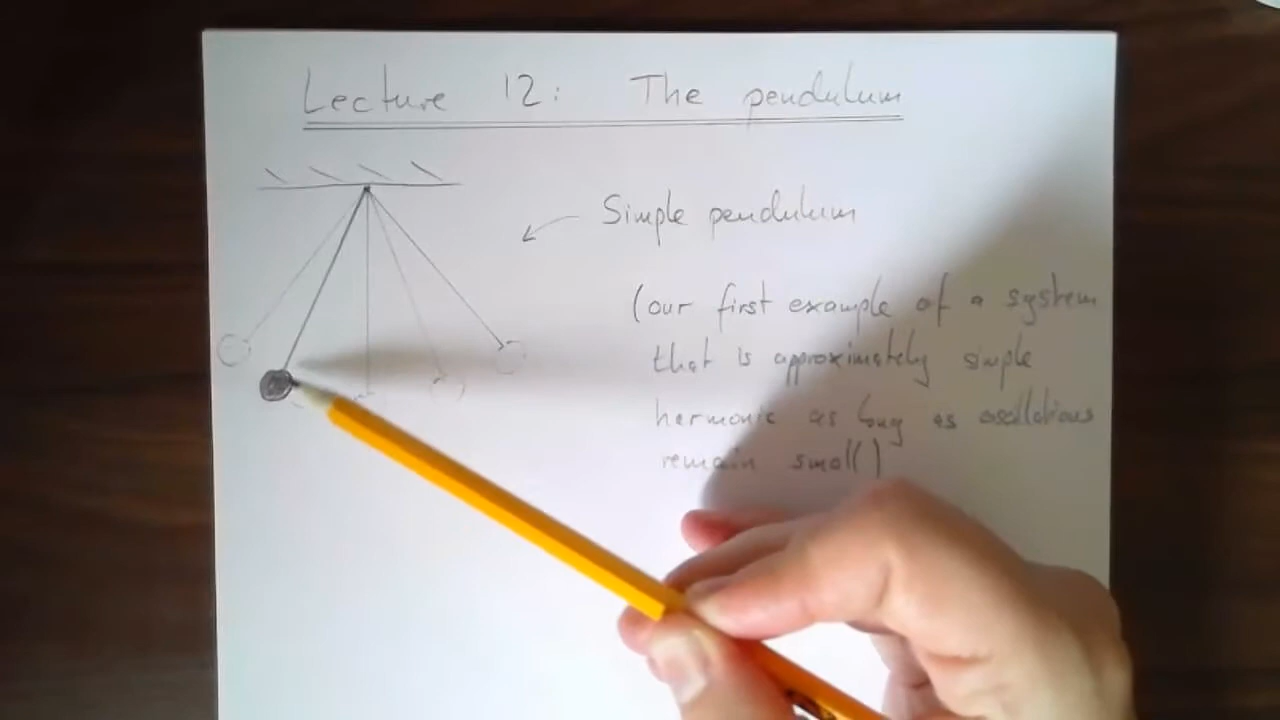 Lecture 12: The pendulum
Simple pendulum
(our first example of a system
that is approximately simple
harmonic as long as oscillations
remain small)